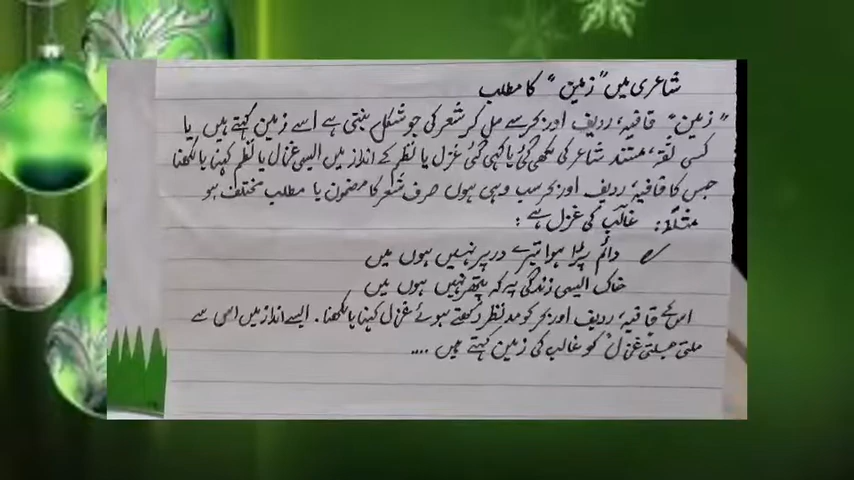 شاعری میں "زمین" کا مطلب
"زمین" قافیہ، ردیف اور بحر سے مل کر شعر کی جو شکل بنتی ہے اسے زمین کہتے ہیں یا
کسی ثقہ، مستند شاعر کی لکھی گئی یا کہی گئی غزل یا نظم کے انداز میں ایسی غزل یا نظم کہنا یا لکھنا
جس کا قافیہ، ردیف اور بحر سب وہی ہوں صرف شعر کا مضمون یا مطلب مختلف ہو
مثلاً: غالب کی غزل ہے:
دائم پڑا ہوا تیرے در پر نہیں ہوں میں
خاک ایسی زندگی پہ کہ پتھر نہیں ہوں میں
اس کے قافیہ، ردیف اور بحر کو مدنظر رکھتے ہوئے غزل کہنا یا لکھنا. ایسے انداز میں اسی سے
ملتی جلتی غزل کو غالب کی زمین کہتے ہیں ....